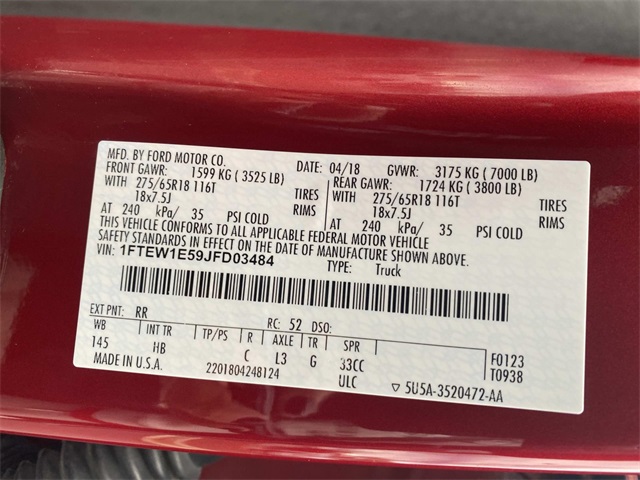 MFD. BY FORD MOTOR CO. DATE: 04/18 GVWR: 3175 KG ( 7000 LB)
FRONT GAWR: 1599 KG ( 3525 LB) REAR GAWR: 1724 KG ( 3800 LB)
WITH 275/65R18 116T TIRES WITH 275/65R18 116T TIRES
18x7.5J RIMS 18x7.5J RIMS
AT 240 kPa/ 35 PSI COLD AT 240 kPa/ 35 PSI COLD
THIS VEHICLE CONFORMS TO ALL APPLICABLE FEDERAL MOTOR VEHICLE
SAFETY STANDARDS IN EFFECT ON THE DATE OF MANUFACTURE SHOWN ABOVE.
VIN: 1FTEW1E59JFD03484 TYPE: Truck
EXT PNT: RR RC: 52 DSO:
WB INT TR TP/PS R AXLE TR SPR F0123
145 HB C L3 G 33CC T0938
MADE IN U.S.A. 2201804248124 ULC ▽ 5U5A-3520472-AA